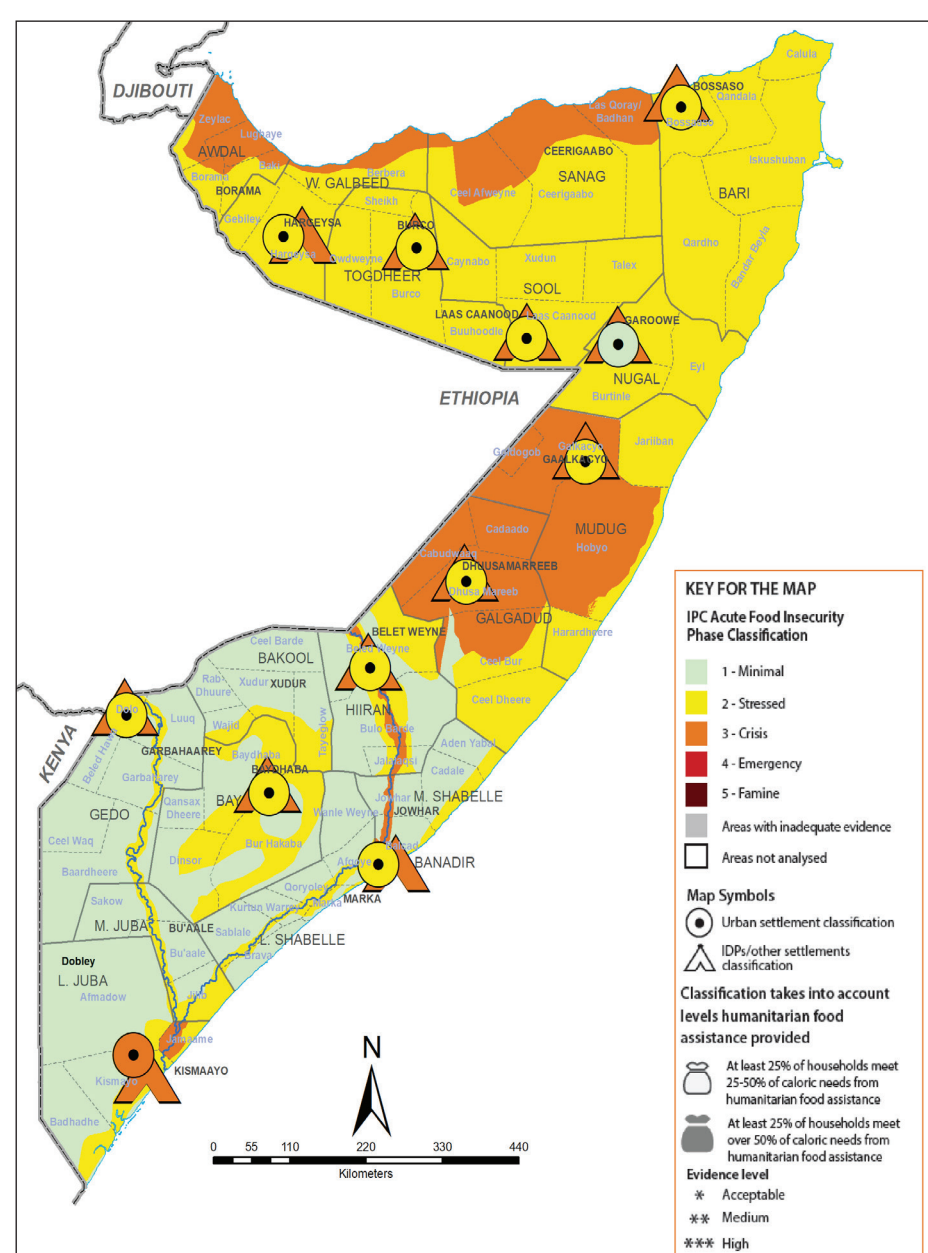 DJIBOUTI
Calula
BOSSASO
Qandala
Bossaso
Zeylac
Las Qoray/
Badhan
Lughaye
AWDAL
CEERIGAABO
Baki
Iskushuban
Borama
Berbera
SANAG
W. GALBEED
BORAMA
Sheikh
Ceel Afweyne
Ceerigaabo
BARI
Gebiley
HARGEYSA
BURCO
Qardho
Hargeysa
Owdweyne
Caynabo
Xudun
Talex
Bandar Beyla
TOGDHEER
SOOL
Burco
LAAS CAANOOD
Laas Caanood
GAROOWE
Buuhoodle
Eyl
NUGAL
ETHIOPIA
Burtinle
Jariiban
Galkacyo
GAALKACYO
MUDUG
Cadaado
Hobyo
Cabudwaaq
DHUUSAMARREEB
Dhusa Mareeb
GALGADUD
BELET WEYNE
Harardheere
Ceel Barde
Beled Weyne
BAKOOL
Ceel Bur
Rab-
Dhuure
Xudur
XUDUR
Ceel Dheere
HIIRAN
Dolo
Luuq
Wajid
Tayeglow
Bulo Burde
KENYA
Beled Hawa
GARBAHAAREY
Baydhaba
Aden Yabal
Jalalaqsi
BAYDHABA
Cadale
Garbaharey
Qansax
Dheere
BAY
Jowhar
M. SHABELLE
GEDO
Wanle Weyne
JOWHAR
Ceel Waq
Bur Hakaba
Balcad
Dinsor
Afgoye
BANADIR
Baardheere
Qoryoley
Sakow
MARKA
Marka
Kurtun Warrey
M. JUBA
BU'AALE
Sablale
L. SHABELLE
Bu'aale
Brava
Dobley
L. JUBA
Afmadow
Jilib
Jamaame
KISMAAYO
Kismayo
Badhadhe
N
0 55 110 220 330 440
Kilometers
KEY FOR THE MAP
IPC Acute Food Insecurity
Phase Classification
1 - Minimal
2 - Stressed
3 - Crisis
4 - Emergency
5 - Famine
Areas with inadequate evidence
Areas not analysed
Map Symbols
Urban settlement classification
IDPs/other settlements
classification
Classification takes into account
levels humanitarian food
assistance provided
At least 25% of households meet
25-50% of caloric needs from
humanitarian food assistance
At least 25% of households meet
over 50% of caloric needs from
humanitarian food assistance
Evidence level
* Acceptable
** Medium
*** High